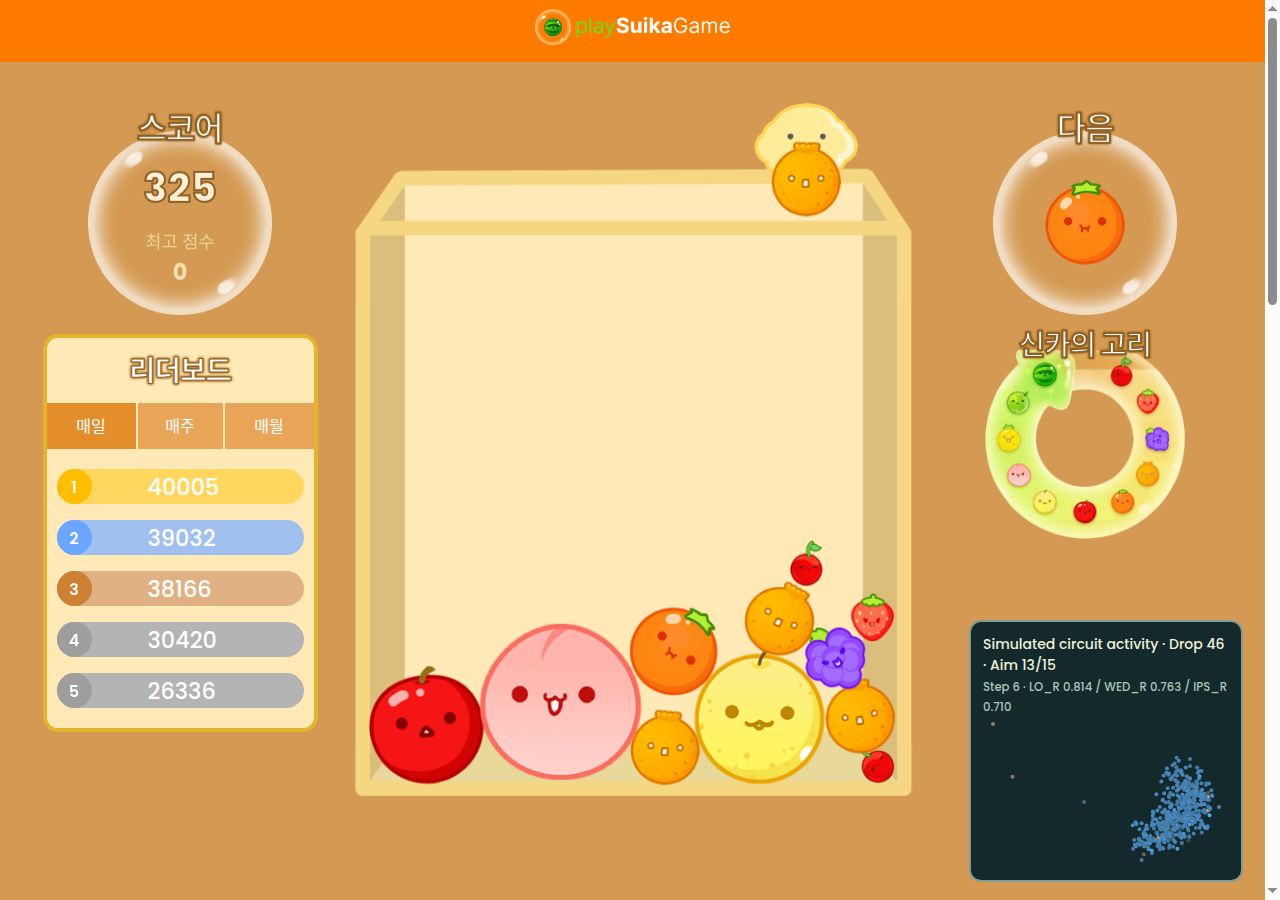 playSuikaGame
스코어
325
최고 점수
0
다음
리더보드
매일 매주 매월
1 40005
2 39032
3 38166
4 30420
5 26336
신카의 고리
Simulated circuit activity · Drop 46
· Aim 13/15
Step 6 · LO_R 0.814 / WED_R 0.763 / IPS_R
0.710